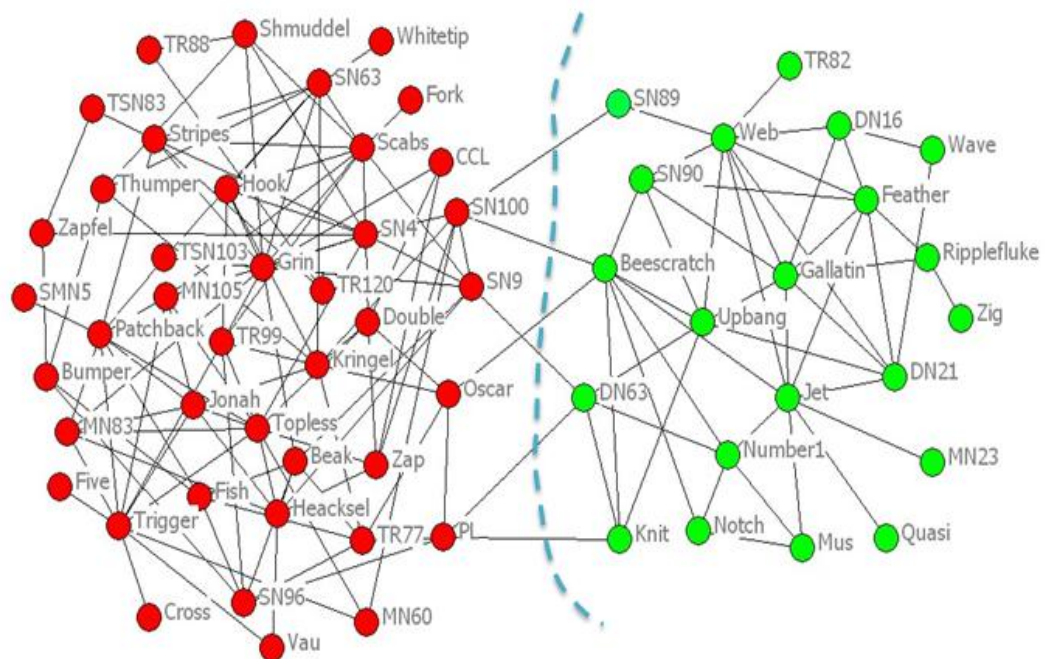 Shmuddel
TR88
Whitetip
SN63
Fork
TSN83
Stripes
Scabs
CCL
Thumper
Hook
SN100
Zapfel
SN4
TSN103
Grin
SN9
SMN5
MN105
TR120
Double
Patchback
TR99
Kringel
Bumper
Oscar
Jonah
MN83
Topless
Beak
Zap
Five
Fish
Heacksel
Trigger
TR77
PL
SN96
Cross
MN60
Vau
TR82
SN89
Web
DN16
Wave
SN90
Feather
Beescratch
Gallatin
Ripplefluke
Upbang
Zig
DN63
Jet
DN21
Number1
MN23
Knit
Notch
Mus
Quasi